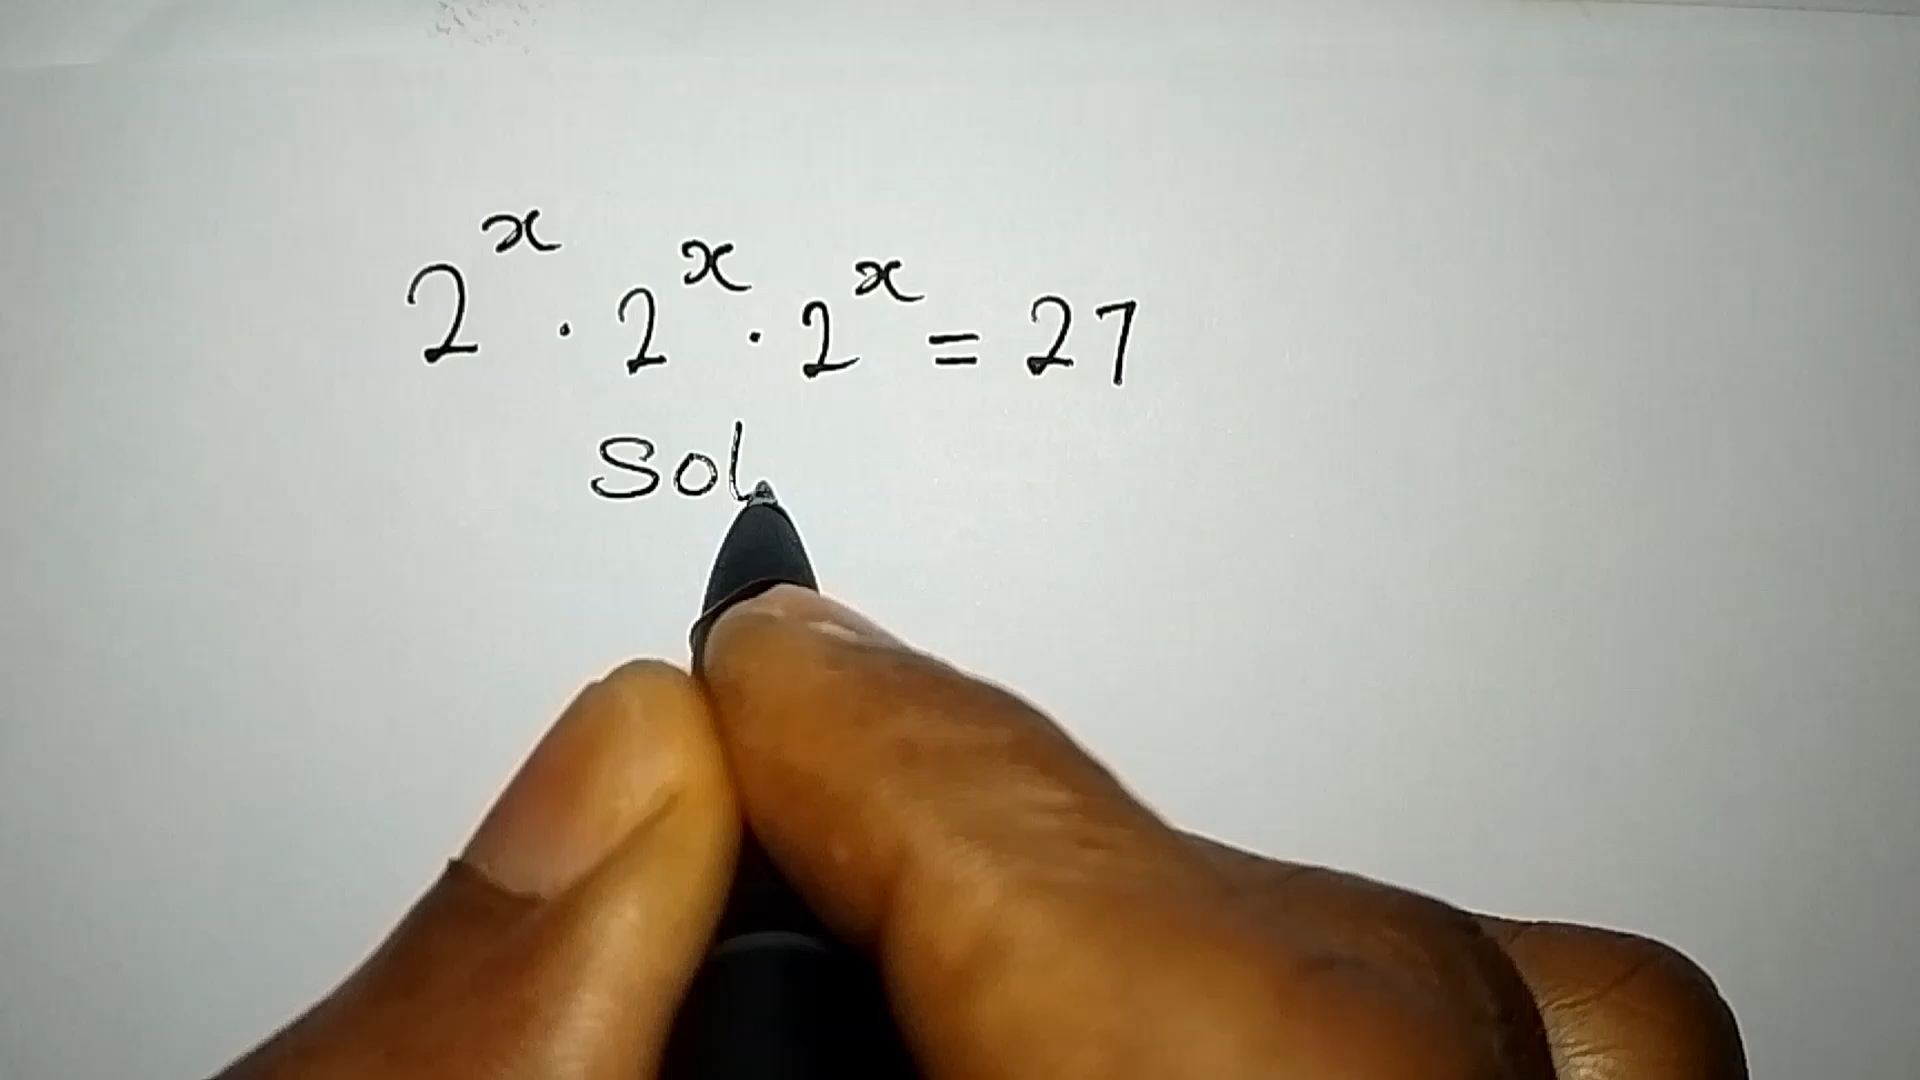 2^x · 2^x · 2^x = 27
Sol